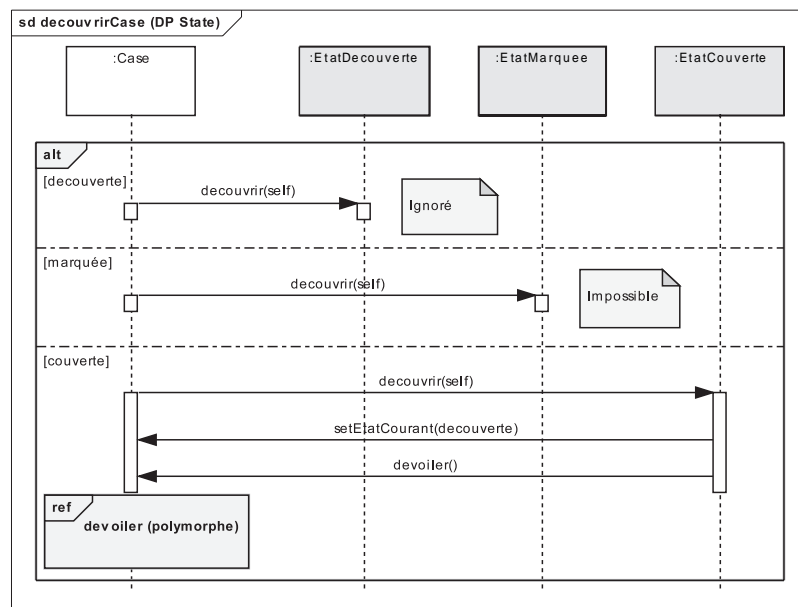 sd decouvrirCase (DP State)
:Case
:EtatDecouverte
:EtatMarquee
:EtatCouverte
alt
[decouverte]
decouvrir(self)
Ignoré
[marquée]
decouvrir(self)
Impossible
[couverte]
decouvrir(self)
setEtatCourant(decouverte)
devoiler()
ref
devoiler (polymorphe)